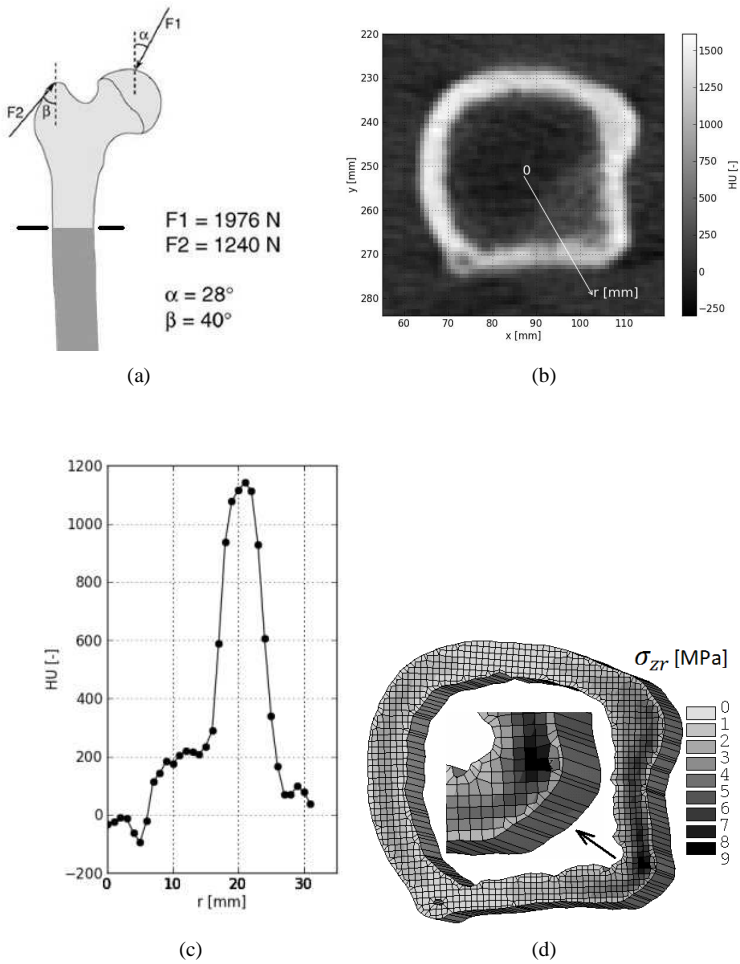 F1
α
F2
β
F1 = 1976 N
F2 = 1240 N
α = 28°
β = 40°
(a)
220
230
240
250
260
270
280
y [mm]
0
r [mm]
60 70 80 90 100 110
x [mm]
1500
1250
1000
750
500
250
0
−250
HU [-]
(b)
1200
1000
800
600
400
200
0
−200
HU [-]
0 10 20 30
r [mm]
(c)
σzr [MPa]
0
1
2
3
4
5
6
7
8
9
(d)